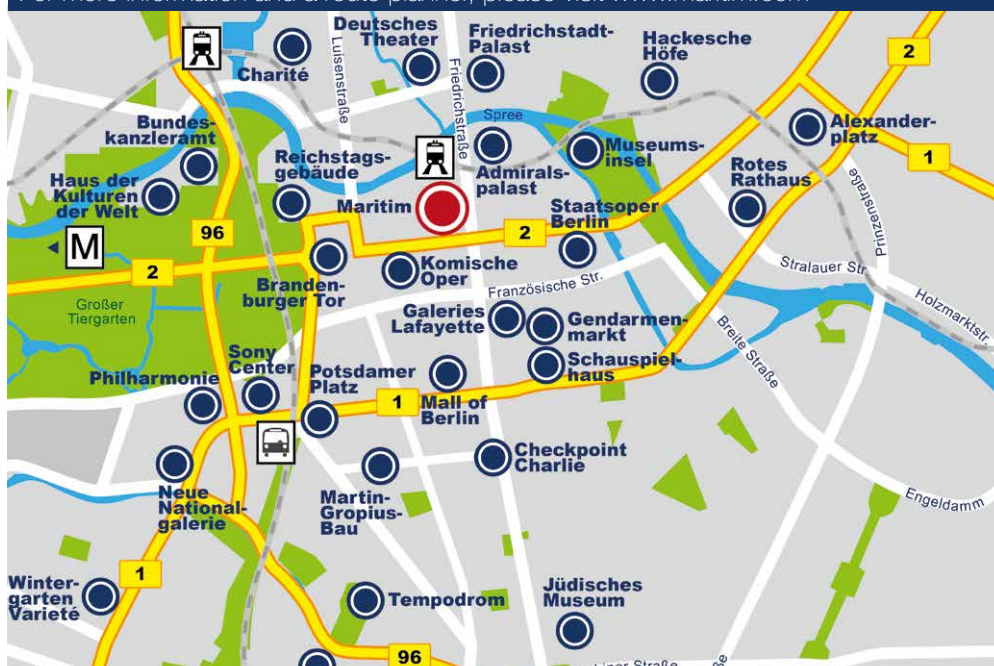 Deutsches
Theater
Friedrichstadt-
Palast
Hackesche
Höfe
2
Charité
Luisenstraße
Friedrichstraße
Spree
Bundes-
kanzleramt
Reichstags-
gebäude
Admirals-
palast
Museums-
insel
Alexander-
platz
1
Haus der
Kulturen
der Welt
Maritim
Staatsoper
Berlin
Rotes
Rathaus
Prinzenstraße
96
2
M
2
Branden-
burger Tor
Komische
Oper
Französische Str.
Stralauer Str.
Holzmarktstr.
Großer
Tiergarten
Galeries
Lafayette
Gendarmen-
markt
Breite Straße
Sony
Center
Philharmonie
Potsdamer
Platz
Schauspiel-
haus
1
Mall of
Berlin
Checkpoint
Charlie
Neue
National-
galerie
Martin-
Gropius-
Bau
Engeldamm
1
Winter-
garten
Varieté
Tempodrom
Jüdisches
Museum
96
Straße